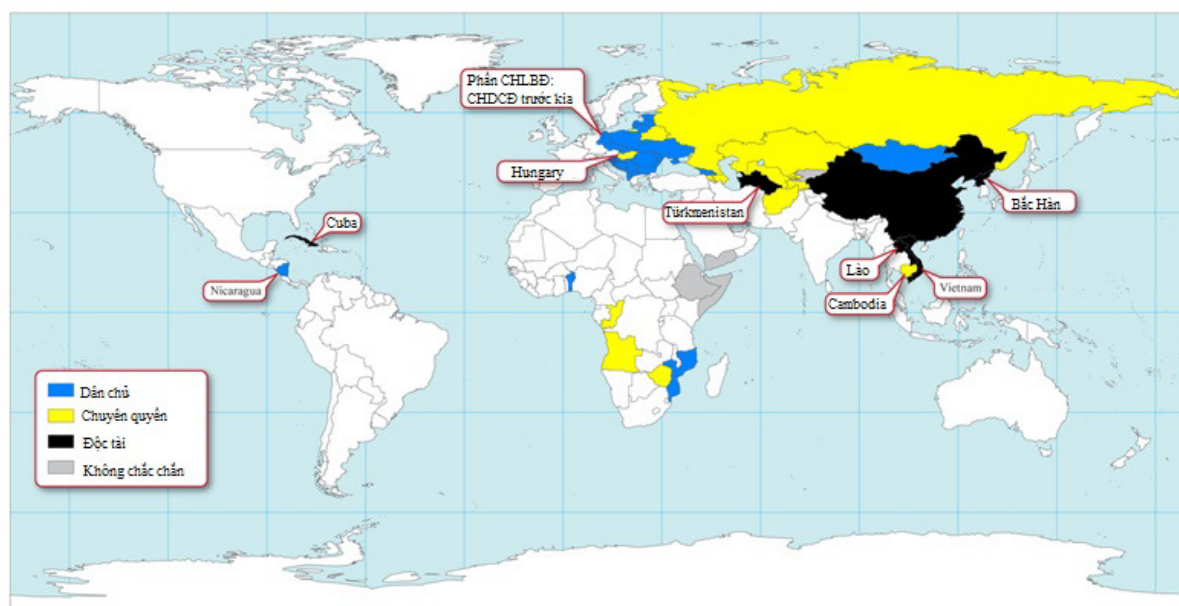 Phần CHLBĐ:
CHDCĐ trước kia
Hungary
Türkmenistan
Bắc Hàn
Cuba
Nicaragua
Lào
Cambodia
Vietnam
Dân chủ
Chuyên quyền
Độc tài
Không chắc chắn